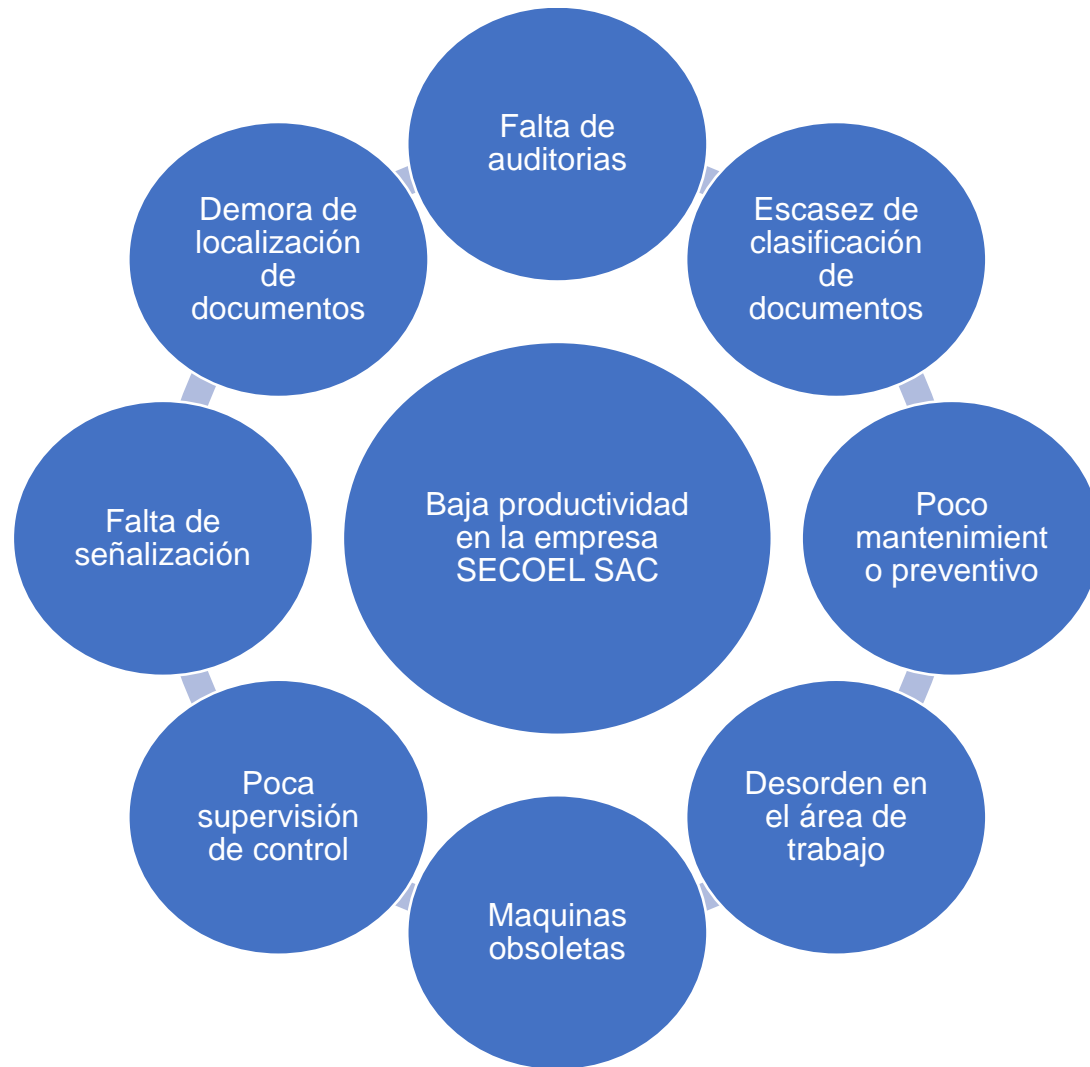 Falta de
auditorias
Escasez de
clasificación
de
documentos
Poco
mantenimient
o preventivo
Desorden en
el área de
trabajo
Maquinas
obsoletas
Poca
supervisión
de control
Falta de
señalización
Demora de
localización
de
documentos
Baja productividad
en la empresa
SECOEL SAC